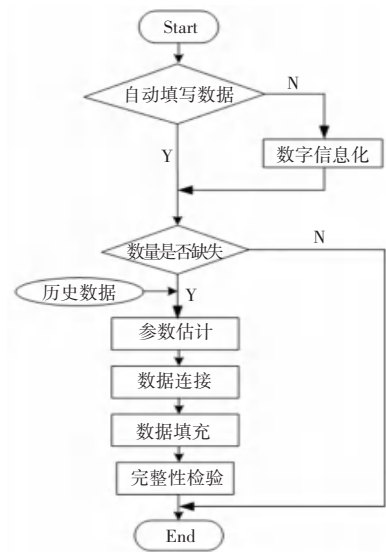 Start
自动填写数据
N
Y
数字信息化
数量是否缺失
N
历史数据
Y
参数估计
数据连接
数据填充
完整性检验
End